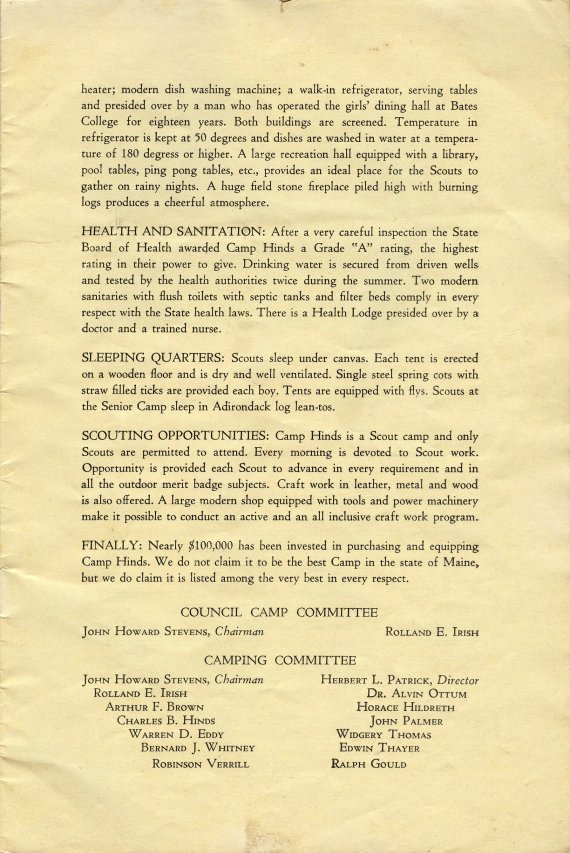 heater; modern dish washing machine; a walk-in refrigerator, serving tables
and presided over by a man who has operated the girls' dining hall at Bates
College for eighteen years. Both buildings are screened. Temperature in
refrigerator is kept at 50 degrees and dishes are washed in water at a tempera-
ture of 180 degress or higher. A large recreation hall equipped with a library,
pool tables, ping pong tables, etc., provides an ideal place for the Scouts to
gather on rainy nights. A huge field stone fireplace piled high with burning
logs produces a cheerful atmosphere.
HEALTH AND SANITATION: After a very careful inspection the State
Board of Health awarded Camp Hinds a Grade "A" rating, the highest
rating in their power to give. Drinking water is secured from driven wells
and tested by the health authorities twice during the summer. Two modern
sanitaries with flush toilets with septic tanks and filter beds comply in every
respect with the State health laws. There is a Health Lodge presided over by a
doctor and a trained nurse.
SLEEPING QUARTERS: Scouts sleep under canvas. Each tent is erected
on a wooden floor and is dry and well ventilated. Single steel spring cots with
straw filled ticks are provided each boy. Tents are equipped with flys. Scouts at
the Senior Camp sleep in Adirondack log lean-tos.
SCOUTING OPPORTUNITIES: Camp Hinds is a Scout camp and only
Scouts are permitted to attend. Every morning is devoted to Scout work.
Opportunity is provided each Scout to advance in every requirement and in
all the outdoor merit badge subjects. Craft work in leather, metal and wood
is also offered. A large modern shop equipped with tools and power machinery
make it possible to conduct an active and an all inclusive craft work program.
FINALLY: Nearly $100,000 has been invested in purchasing and equipping
Camp Hinds. We do not claim it to be the best Camp in the state of Maine,
but we do claim it is listed among the very best in every respect.
COUNCIL CAMP COMMITTEE
John Howard Stevens, Chairman Rolland E. Irish
CAMPING COMMITTEE
John Howard Stevens, Chairman Herbert L. Patrick, Director
Rolland E. Irish Dr. Alvin Ottum
Arthur F. Brown Horace Hildreth
Charles B. Hinds John Palmer
Warren D. Eddy Widgery Thomas
Bernard J. Whitney Edwin Thayer
Robinson Verrill Ralph Gould